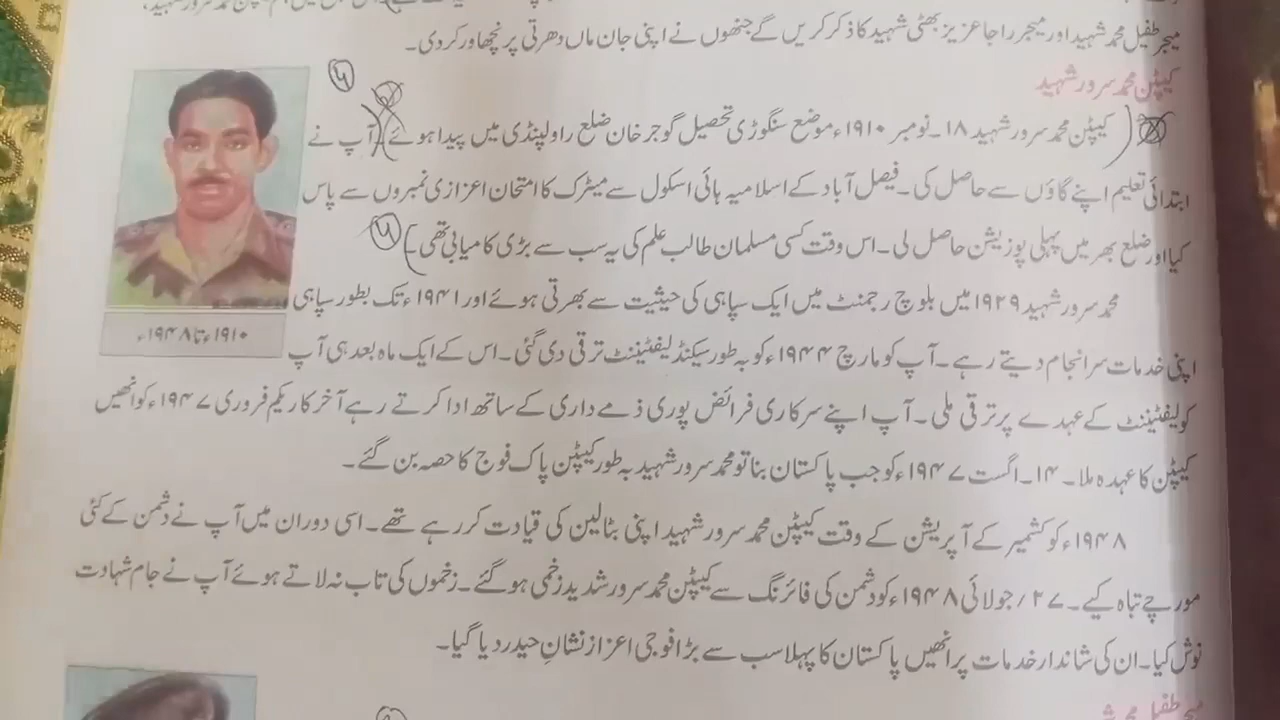 میجر طفیل محمد شہید اور میجر راجا عزیز بھٹی شہید کا ذکر کریں گے جنھوں نے اپنی جان ماں دھرتی پر نچھاور کر دی۔
کیپٹن محمد سرور شہید
کیپٹن محمد سرور شہید ۱۸۔نومبر ۱۹۱۰ء موضع سنگوڑی تحصیل گوجر خان ضلع راولپنڈی میں پیدا ہوئے۔ آپ نے
ابتدائی تعلیم اپنے گاؤں سے حاصل کی۔ فیصل آباد کے اسلامیہ ہائی اسکول سے میٹرک کا امتحان اعزازی نمبروں سے پاس
کیا اور ضلع بھر میں پہلی پوزیشن حاصل لی۔ اس وقت کسی مسلمان طالب علم کی یہ سب سے بڑی کامیابی تھی۔
محمد سرور شہید ۱۹۲۹ میں بلوچ رجمنٹ میں ایک سپاہی کی حیثیت سے بھرتی ہوئے اور ۱۹۴۱ء تک بطور سپاہی
۱۹۱۰ء تا ۱۹۴۸ء
اپنی خدمات سرانجام دیتے رہے۔ آپ کو مارچ ۱۹۴۴ء کو بہ طور سیکنڈ لیفٹیننٹ ترقی دی گئی۔ اس کے ایک ماہ بعد ہی آپ
کو لیفٹیننٹ کے عہدے پر ترقی ملی۔ آپ اپنے سرکاری فرائض پوری ذمے داری کے ساتھ ادا کرتے رہے آخر کار یکم فروری ۱۹۴۷ء کو انھیں
کیپٹن کا عہدہ ملا۔ ۱۴۔اگست ۱۹۴۷ء کو جب پاکستان بنا تو محمد سرور شہید بہ طور کیپٹن پاک فوج کا حصہ بن گئے۔
۱۹۴۸ء کو کشمیر کے آپریشن کے وقت کیپٹن محمد سرور شہید اپنی بٹالین کی قیادت کر رہے تھے۔ اسی دوران میں آپ نے دشمن کے کئی
مورچے تباہ کیے۔ ۲۷/جولائی ۱۹۴۸ء کو دشمن کی فائرنگ سے کیپٹن محمد سرور شدید زخمی ہو گئے۔ زخموں کی تاب نہ لاتے ہوئے آپ نے جام شہادت
نوش کیا۔ ان کی شاندار خدمات پر انھیں پاکستان کا پہلا سب سے بڑا فوجی اعزاز نشانِ حیدر دیا گیا۔